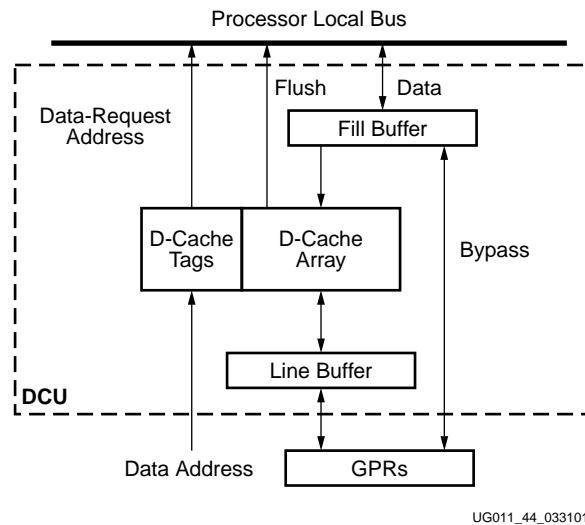 Processor Local Bus
Flush
Data
Data-Request
Address
Fill Buffer
D-Cache
Tags
D-Cache
Array
Bypass
Line Buffer
DCU
Data Address
GPRs
UG011_44_033101